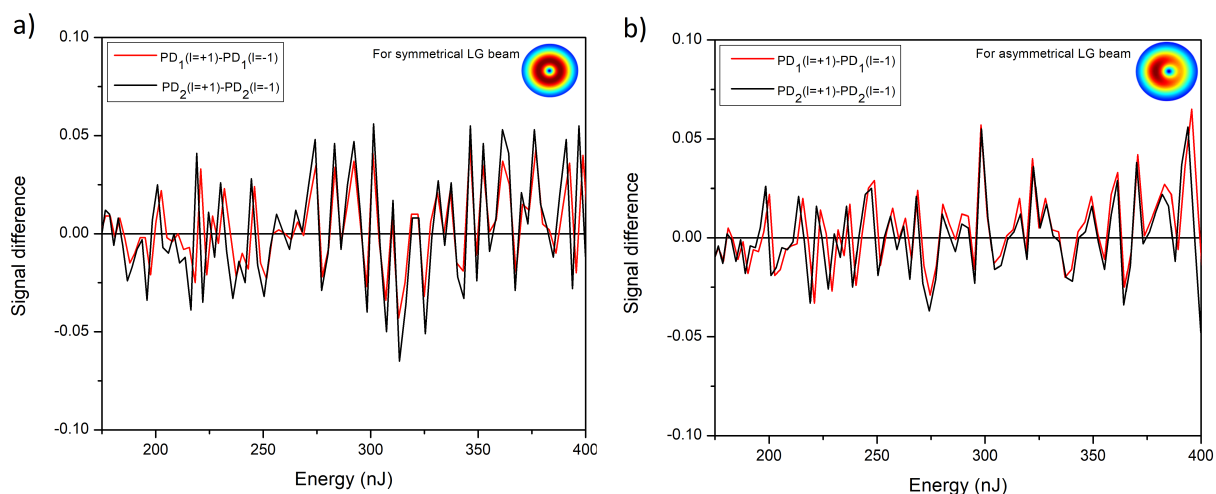 a)
0.10
0.05
0.00
-0.05
-0.10
Signal difference
PD1(l=+1)-PD1(l=-1)
PD2(l=+1)-PD2(l=-1)
For symmetrical LG beam
200
250
300
350
400
Energy (nJ)
b)
0.10
0.05
0.00
-0.05
-0.10
Signal difference
PD1(l=+1)-PD1(l=-1)
PD2(l=+1)-PD2(l=-1)
For asymmetrical LG beam
200
250
300
350
400
Energy (nJ)